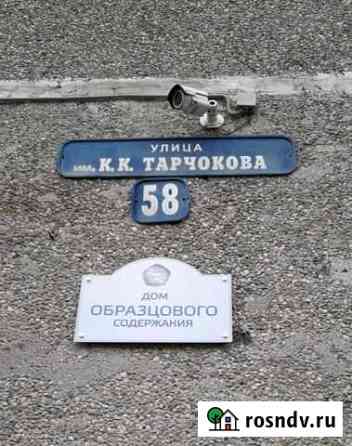 УЛИЦА
К.К. ТАРЧОКОВА
58
ДОМ
ОБРАЗЦОВОГО
СОДЕРЖАНИЯ
rosndv.ru